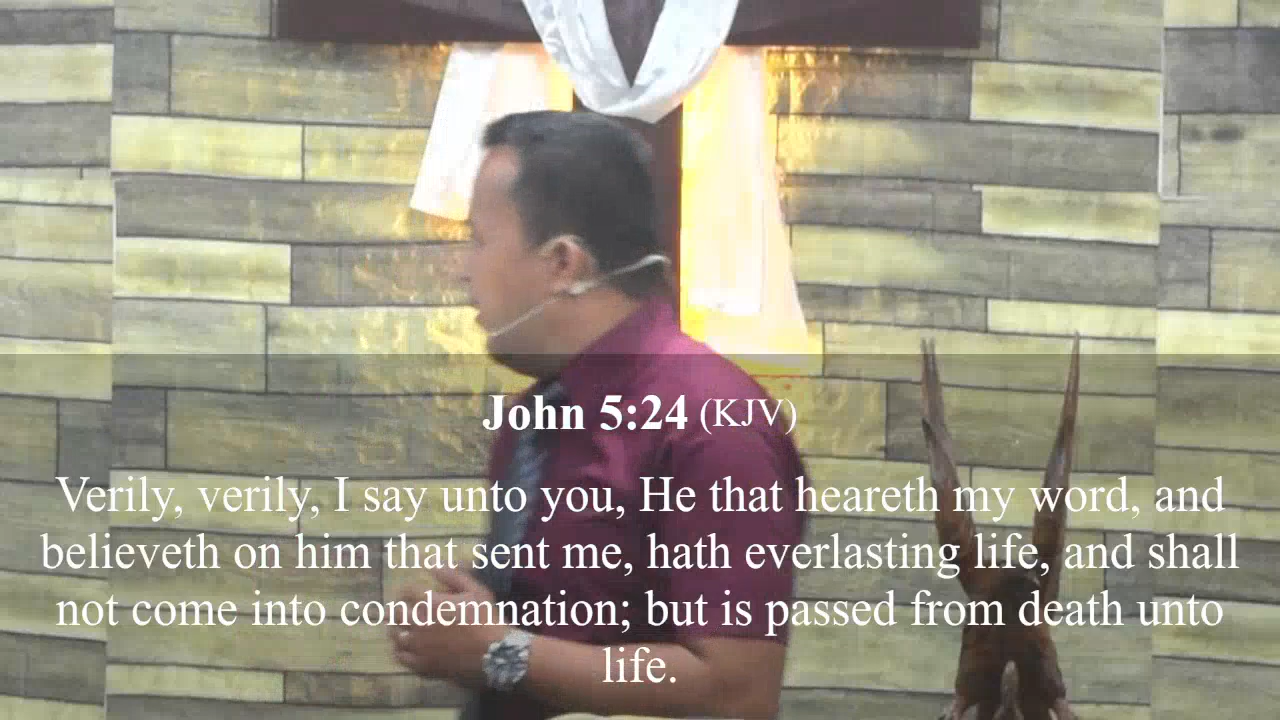 John 5:24 (KJV)
Verily, verily, I say unto you, He that heareth my word, and
believeth on him that sent me, hath everlasting life, and shall
not come into condemnation; but is passed from death unto
life.